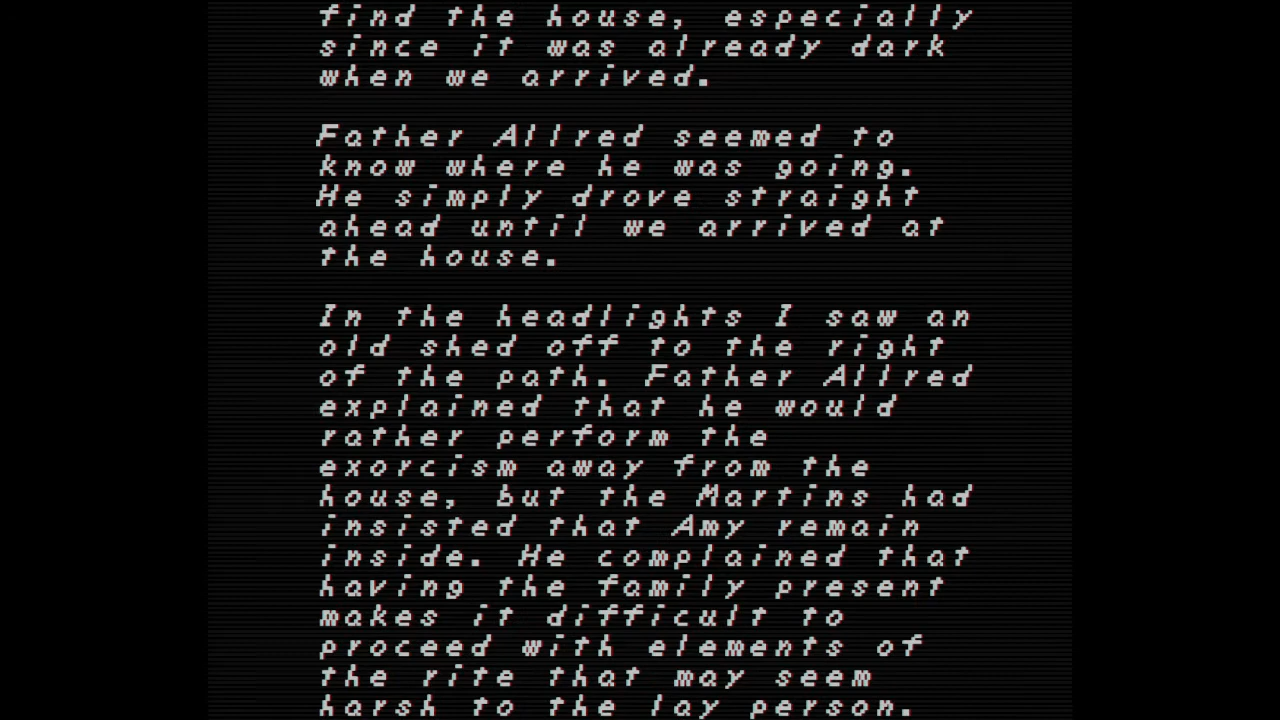 find the house, especially
since it was already dark
when we arrived.
Father Allred seemed to
know where he was going.
He simply drove straight
ahead until we arrived at
the house.
In the headlights I saw an
old shed off to the right
of the path. Father Allred
explained that he would
rather perform the
exorcism away from the
house, but the Martins had
insisted that Amy remain
inside. He complained that
having the family present
makes it difficult to
proceed with elements of
the rite that may seem
harsh to the lay person.